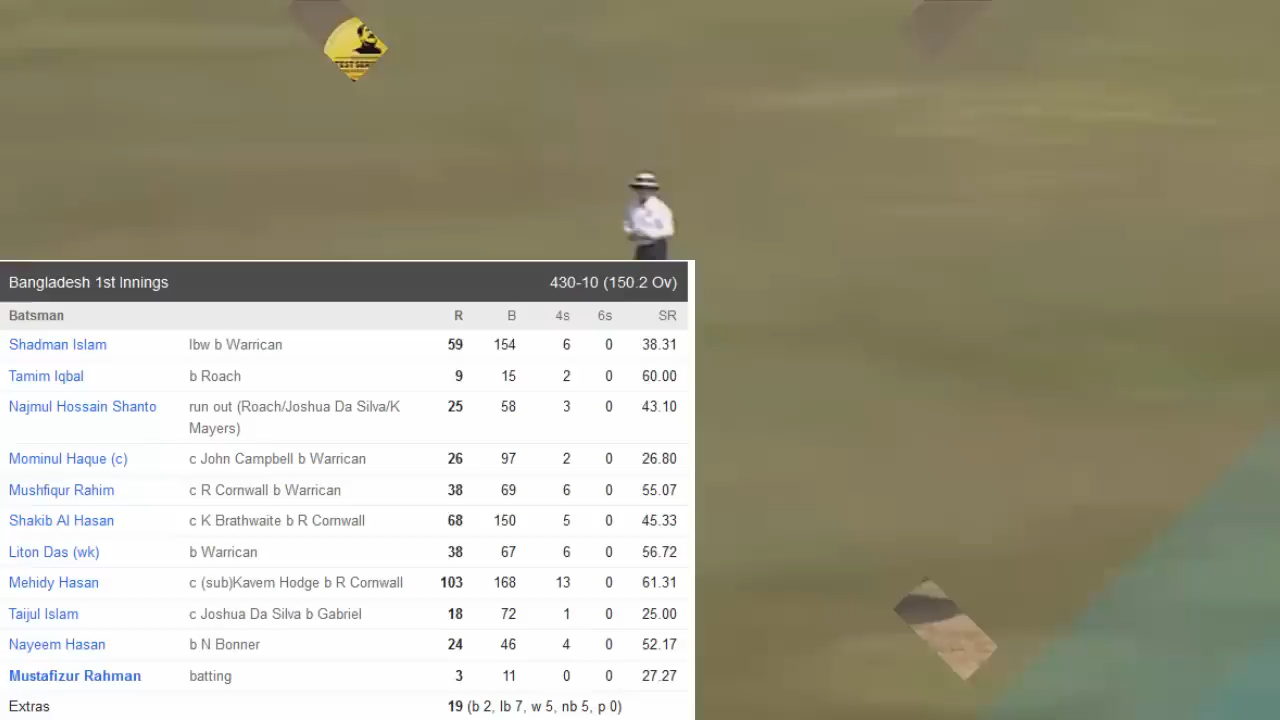 TEST SER
Bangladesh 1st Innings 430-10 (150.2 Ov)
Batsman R B 4s 6s SR
Shadman Islam lbw b Warrican 59 154 6 0 38.31
Tamim Iqbal b Roach 9 15 2 0 60.00
Najmul Hossain Shanto run out (Roach/Joshua Da Silva/K 25 58 3 0 43.10
Mayers)
Mominul Haque (c) c John Campbell b Warrican 26 97 2 0 26.80
Mushfiqur Rahim c R Cornwall b Warrican 38 69 6 0 55.07
Shakib Al Hasan c K Brathwaite b R Cornwall 68 150 5 0 45.33
Liton Das (wk) b Warrican 38 67 6 0 56.72
Mehidy Hasan c (sub)Kavem Hodge b R Cornwall 103 168 13 0 61.31
Taijul Islam c Joshua Da Silva b Gabriel 18 72 1 0 25.00
Nayeem Hasan b N Bonner 24 46 4 0 52.17
Mustafizur Rahman batting 3 11 0 0 27.27
Extras 19 (b 2, lb 7, w 5, nb 5, p 0)